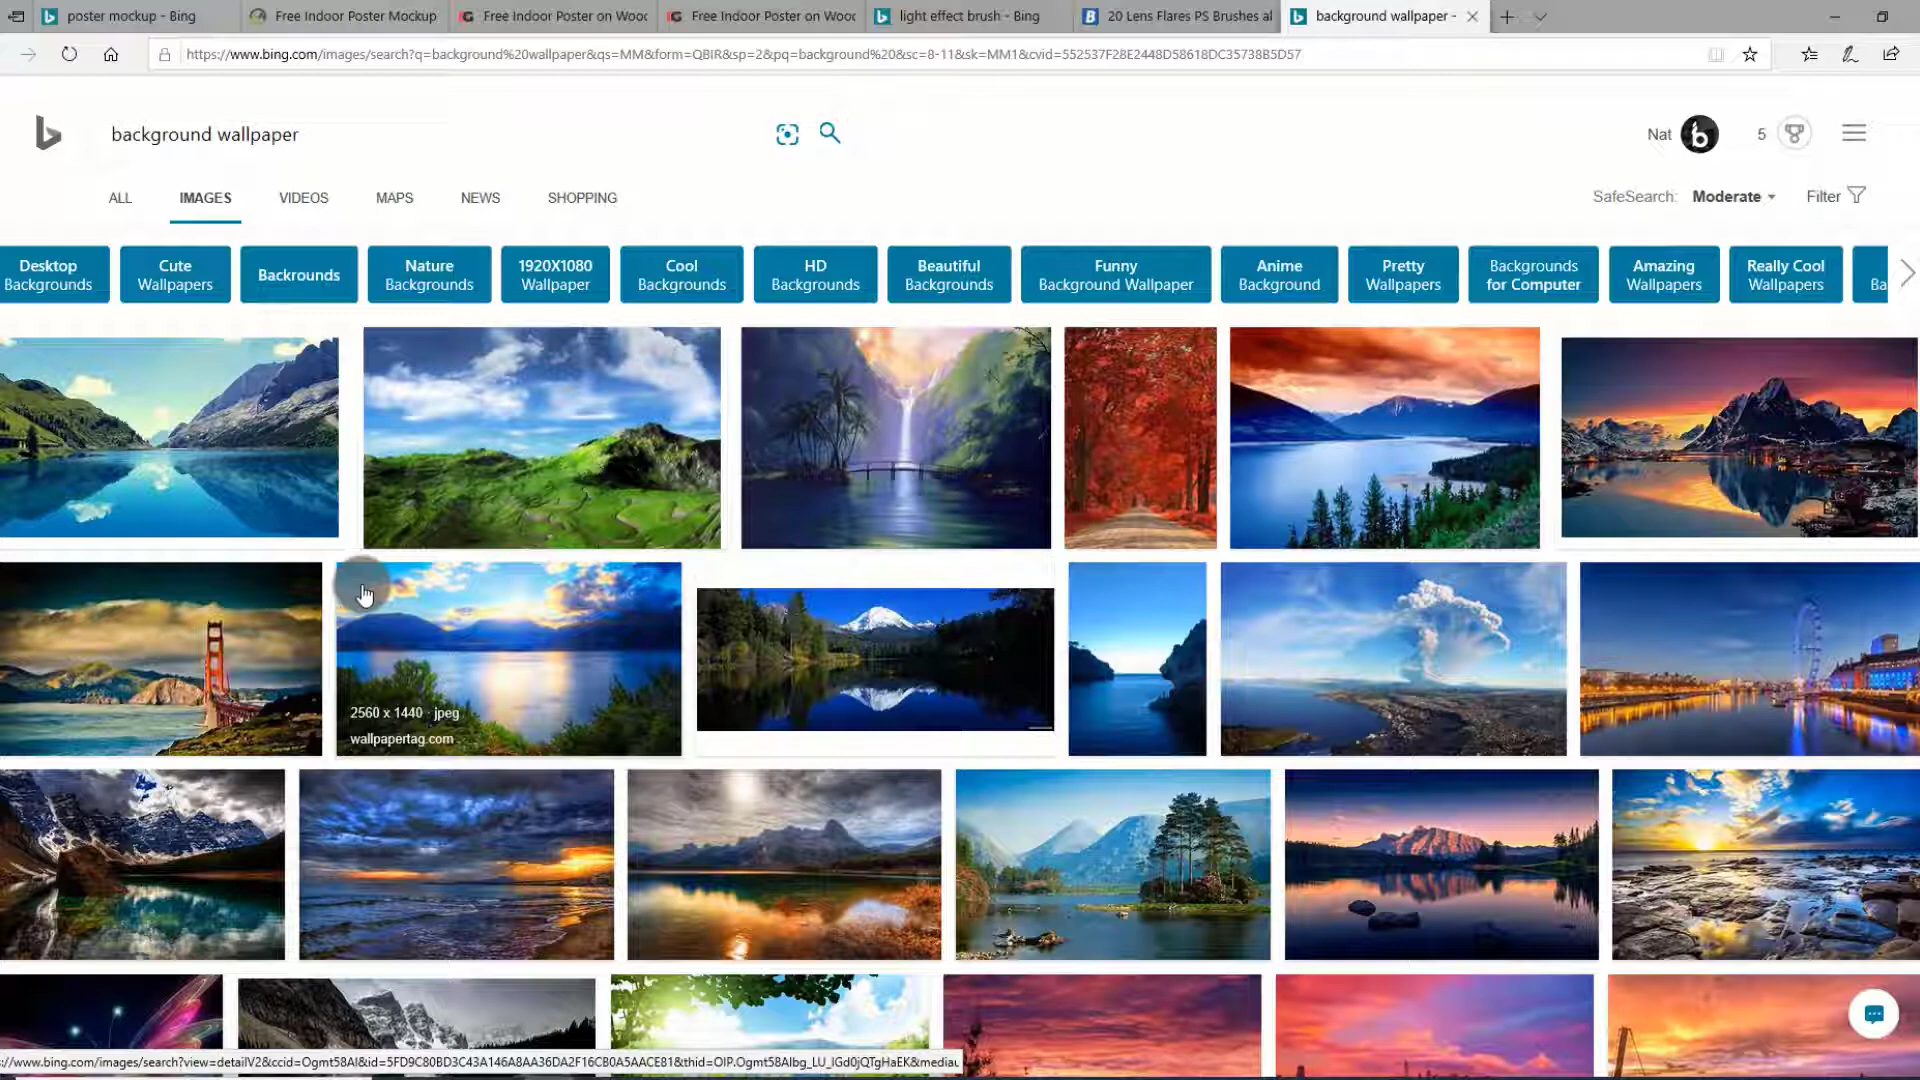 poster mockup - Bing
Free Indoor Poster Mockup
Free Indoor Poster on Wooc
Free Indoor Poster on Wooc
light effect brush - Bing
20 Lens Flares PS Brushes al
background wallpaper -
https://www.bing.com/images/search?q=background%20wallpaper&qs=MM&form=QBIR&sp=2&pq=background%20&sc=8-11&sk=MM1&cvid=552537F28E2448D58618DC35738B5D57
background wallpaper
Nat
5
ALL
IMAGES
VIDEOS
MAPS
NEWS
SHOPPING
SafeSearch:
Moderate
Filter
Desktop
Backgrounds
Cute
Wallpapers
Backrounds
Nature
Backgrounds
1920X1080
Wallpaper
Cool
Backgrounds
HD
Backgrounds
Beautiful
Backgrounds
Funny
Background Wallpaper
Anime
Background
Pretty
Wallpapers
Backgrounds
for Computer
Amazing
Wallpapers
Really Cool
Wallpapers
Ba
2560 x 1440 · jpeg
wallpapertag.com